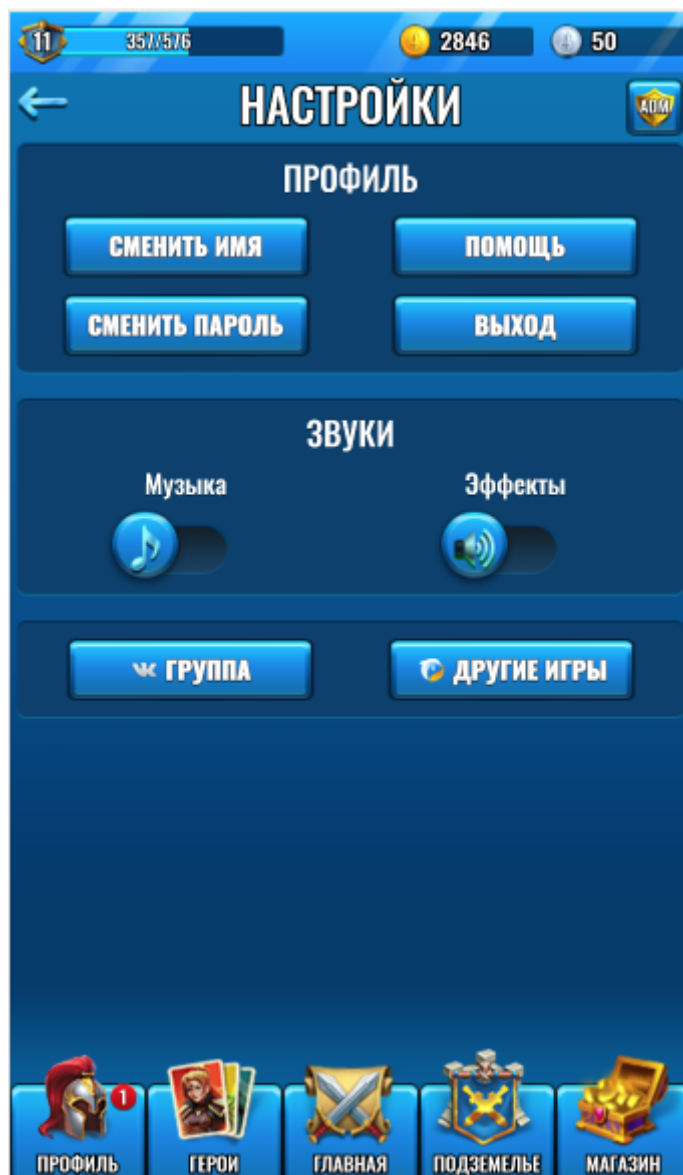 11 357/576 2846 50
НАСТРОЙКИ
ADM
ПРОФИЛЬ
СМЕНИТЬ ИМЯ ПОМОЩЬ
СМЕНИТЬ ПАРОЛЬ ВЫХОД
ЗВУКИ
Музыка Эффекты
ГРУППА ДРУГИЕ ИГРЫ
1
ПРОФИЛЬ ГЕРОИ ГЛАВНАЯ ПОДЗЕМЕЛЬЕ МАГАЗИН